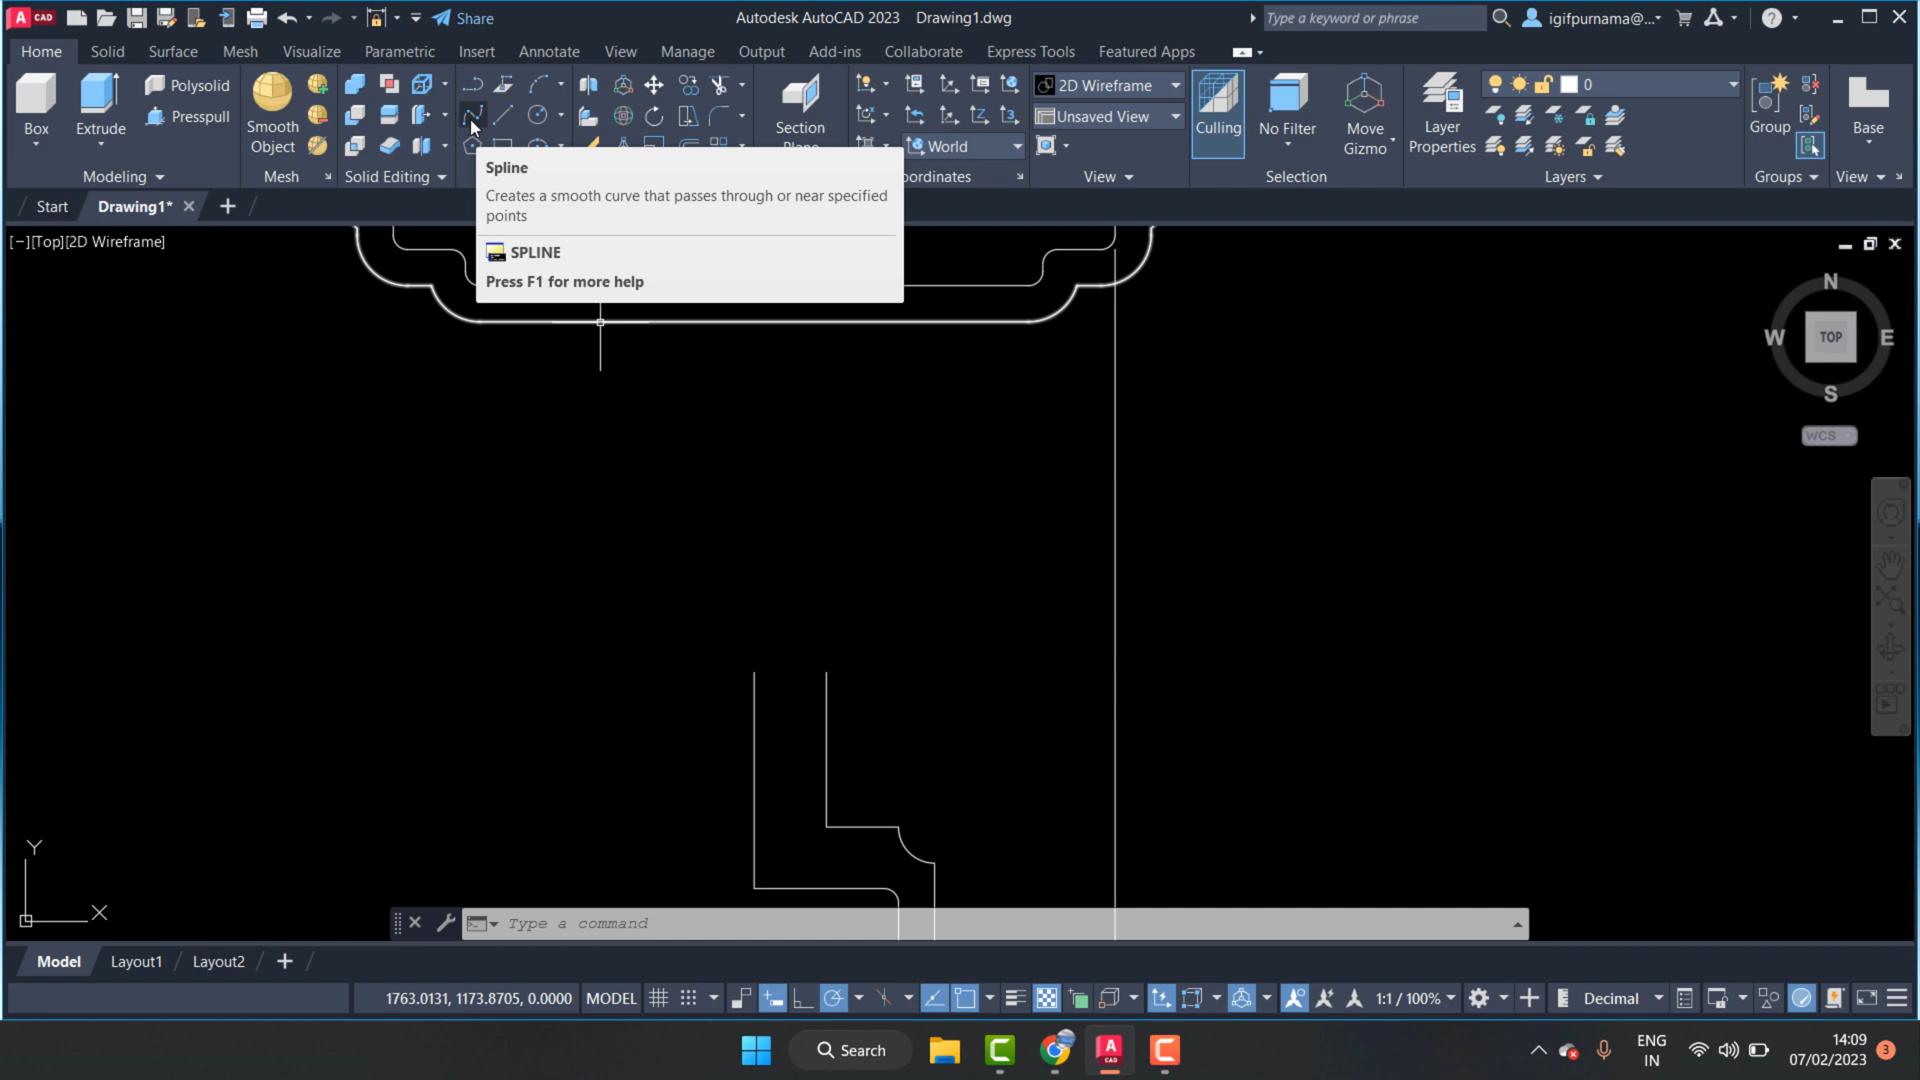 A CAD
Share
Autodesk AutoCAD 2023 Drawing1.dwg
Type a keyword or phrase
igifpurnama@...
Home Solid Surface Mesh Visualize Parametric Insert Annotate View Manage Output Add-ins Collaborate Express Tools Featured Apps
Box
Extrude
Polysolid
Presspull
Smooth
Object
Section
Plane
World
2D Wireframe
Unsaved View
Culling
No Filter
Move
Gizmo
Layer
Properties
0
Group
Base
Modeling
Mesh
Solid Editing
oordinates
View
Selection
Layers
Groups
View
Start
Drawing1*
Spline
Creates a smooth curve that passes through or near specified
points
SPLINE
Press F1 for more help
[−][Top][2D Wireframe]
N
W
TOP
E
S
WCS
Y
X
Type a command
Model
Layout1
Layout2
1763.0131, 1173.8705, 0.0000
MODEL
1:1 / 100%
Decimal
Search
A
CAD
ENG
IN
14:09
07/02/2023
3